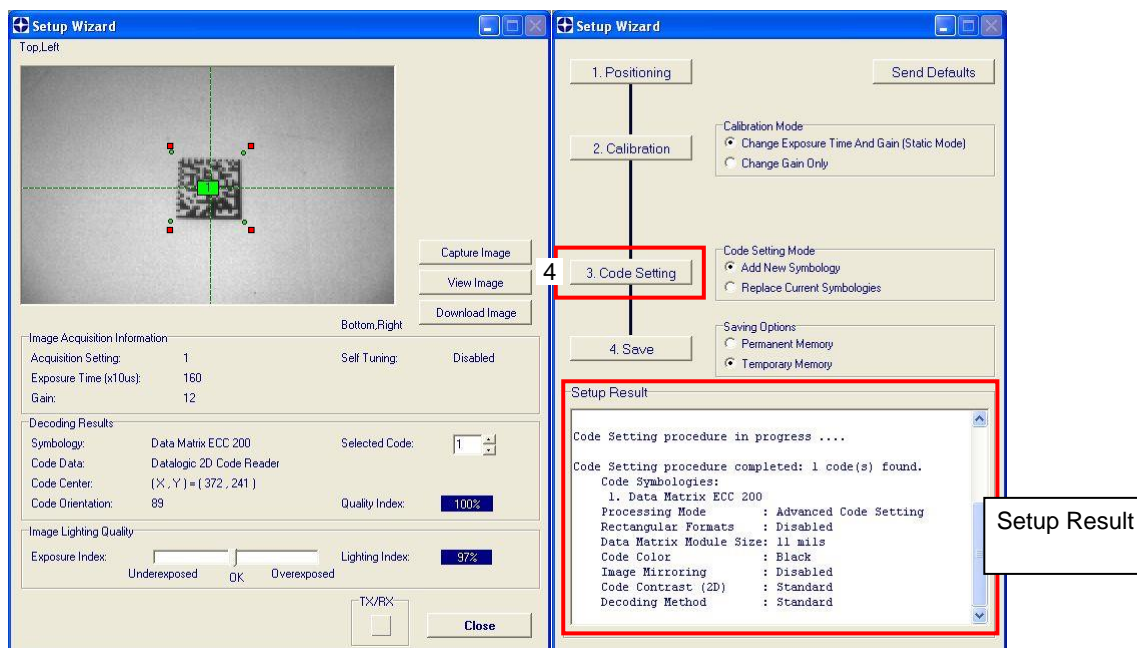 Setup Wizard
Top,Left
1
Capture Image
View Image
Download Image
Bottom,Right
Image Acquisition Information
Acquisition Setting: 1 Self Tuning: Disabled
Exposure Time (x10us): 160
Gain: 12
Decoding Results
Symbology: Data Matrix ECC 200 Selected Code: 1
Code Data: Datalogic 2D Code Reader
Code Center: (X,Y)=(372,241)
Code Orientation: 89 Quality Index: 100%
Image Lighting Quality
Exposure Index: Lighting Index: 97%
Underexposed OK Overexposed
TX/RX
Close
Setup Wizard
1. Positioning Send Defaults
Calibration Mode
2. Calibration
Change Exposure Time And Gain (Static Mode)
Change Gain Only
4
3. Code Setting
Code Setting Mode
Add New Symbology
Replace Current Symbologies
4. Save
Saving Options
Permanent Memory
Temporary Memory
Setup Result
Code Setting procedure in progress ....
Code Setting procedure completed: 1 code(s) found.
Code Symbologies:
1. Data Matrix ECC 200
Processing Mode : Advanced Code Setting
Rectangular Formats : Disabled
Data Matrix Module Size: 11 mils
Code Color : Black
Image Mirroring : Disabled
Code Contrast (2D) : Standard
Decoding Method : Standard
Setup Result